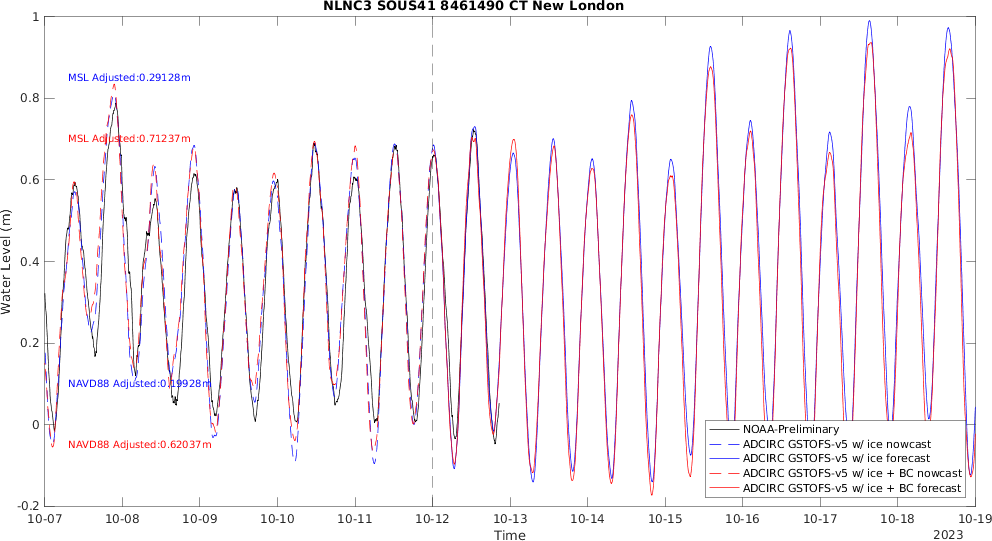 NLNC3 SOUS41 8461490 CT New London
Water Level (m)
1
0.8
0.6
0.4
0.2
0
-0.2
MSL Adjusted:0.29128m
MSL Adjusted:0.71237m
NAVD88 Adjusted:0.19928m
NAVD88 Adjusted:0.62037m
NOAA-Preliminary
ADCIRC GSTOFS-v5 w/ ice nowcast
ADCIRC GSTOFS-v5 w/ ice forecast
ADCIRC GSTOFS-v5 w/ice + BC nowcast
ADCIRC GSTOFS-v5 w/ice + BC forecast
10-07 10-08 10-09 10-10 10-11 10-12 10-13 10-14 10-15 10-16 10-17 10-18 10-19
Time
2023